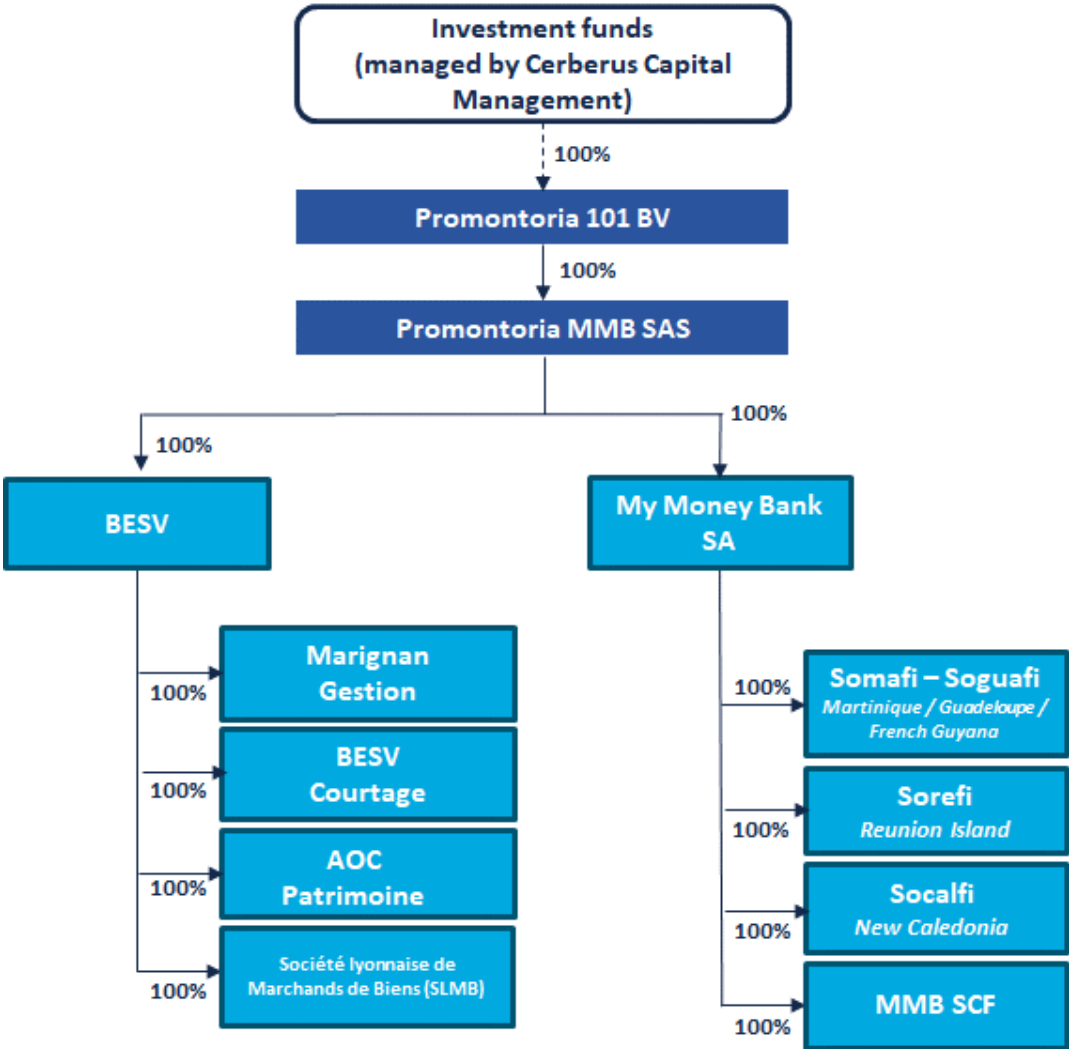 Investment funds
(managed by Cerberus Capital
Management)
100%
Promontoria 101 BV
100%
Promontoria MMB SAS
100%
100%
BESV
My Money Bank
SA
Marignan
Gestion
100%
BESV
Courtage
100%
AOC
Patrimoine
100%
Société lyonnaise de
Marchands de Biens (SLMB)
100%
100%
Somafi – Soguafi
Martinique / Guadeloupe /
French Guyana
Sorefi
Reunion Island
100%
Socalfi
New Caledonia
100%
MMB SCF
100%